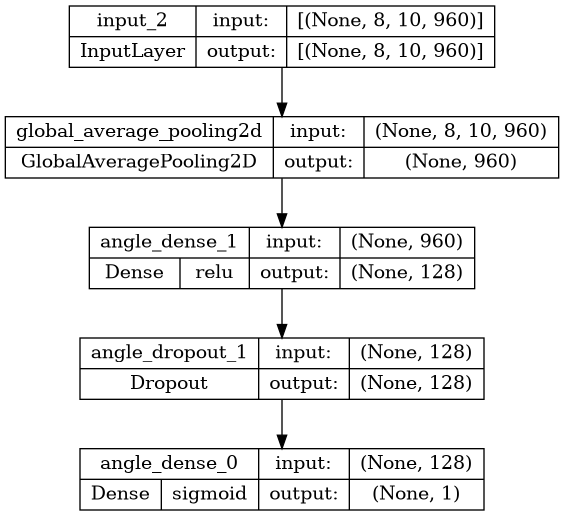 input_2 input: [(None, 8, 10, 960)]
InputLayer output: [(None, 8, 10, 960)]
global_average_pooling2d input: (None, 8, 10, 960)
GlobalAveragePooling2D output: (None, 960)
angle_dense_1 input: (None, 960)
Dense relu output: (None, 128)
angle_dropout_1 input: (None, 128)
Dropout output: (None, 128)
angle_dense_0 input: (None, 128)
Dense sigmoid output: (None, 1)